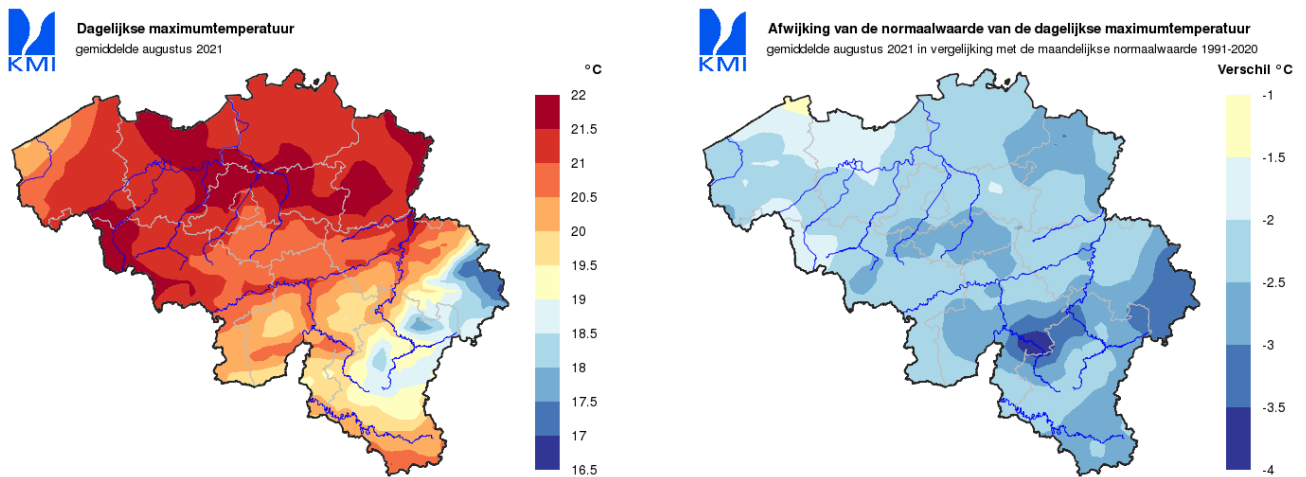 KMI
Dagelijkse maximumtemperatuur
gemiddelde augustus 2021
°C
22
21.5
21
20.5
20
19.5
19
18.5
18
17.5
17
16.5
KMI
Afwijking van de normaalwaarde van de dagelijkse maximumtemperatuur
gemiddelde augustus 2021 in vergelijking met de maandelijkse normaalwaarde 1991-2020
Verschil °C
-1
-1.5
-2
-2.5
-3
-3.5
-4